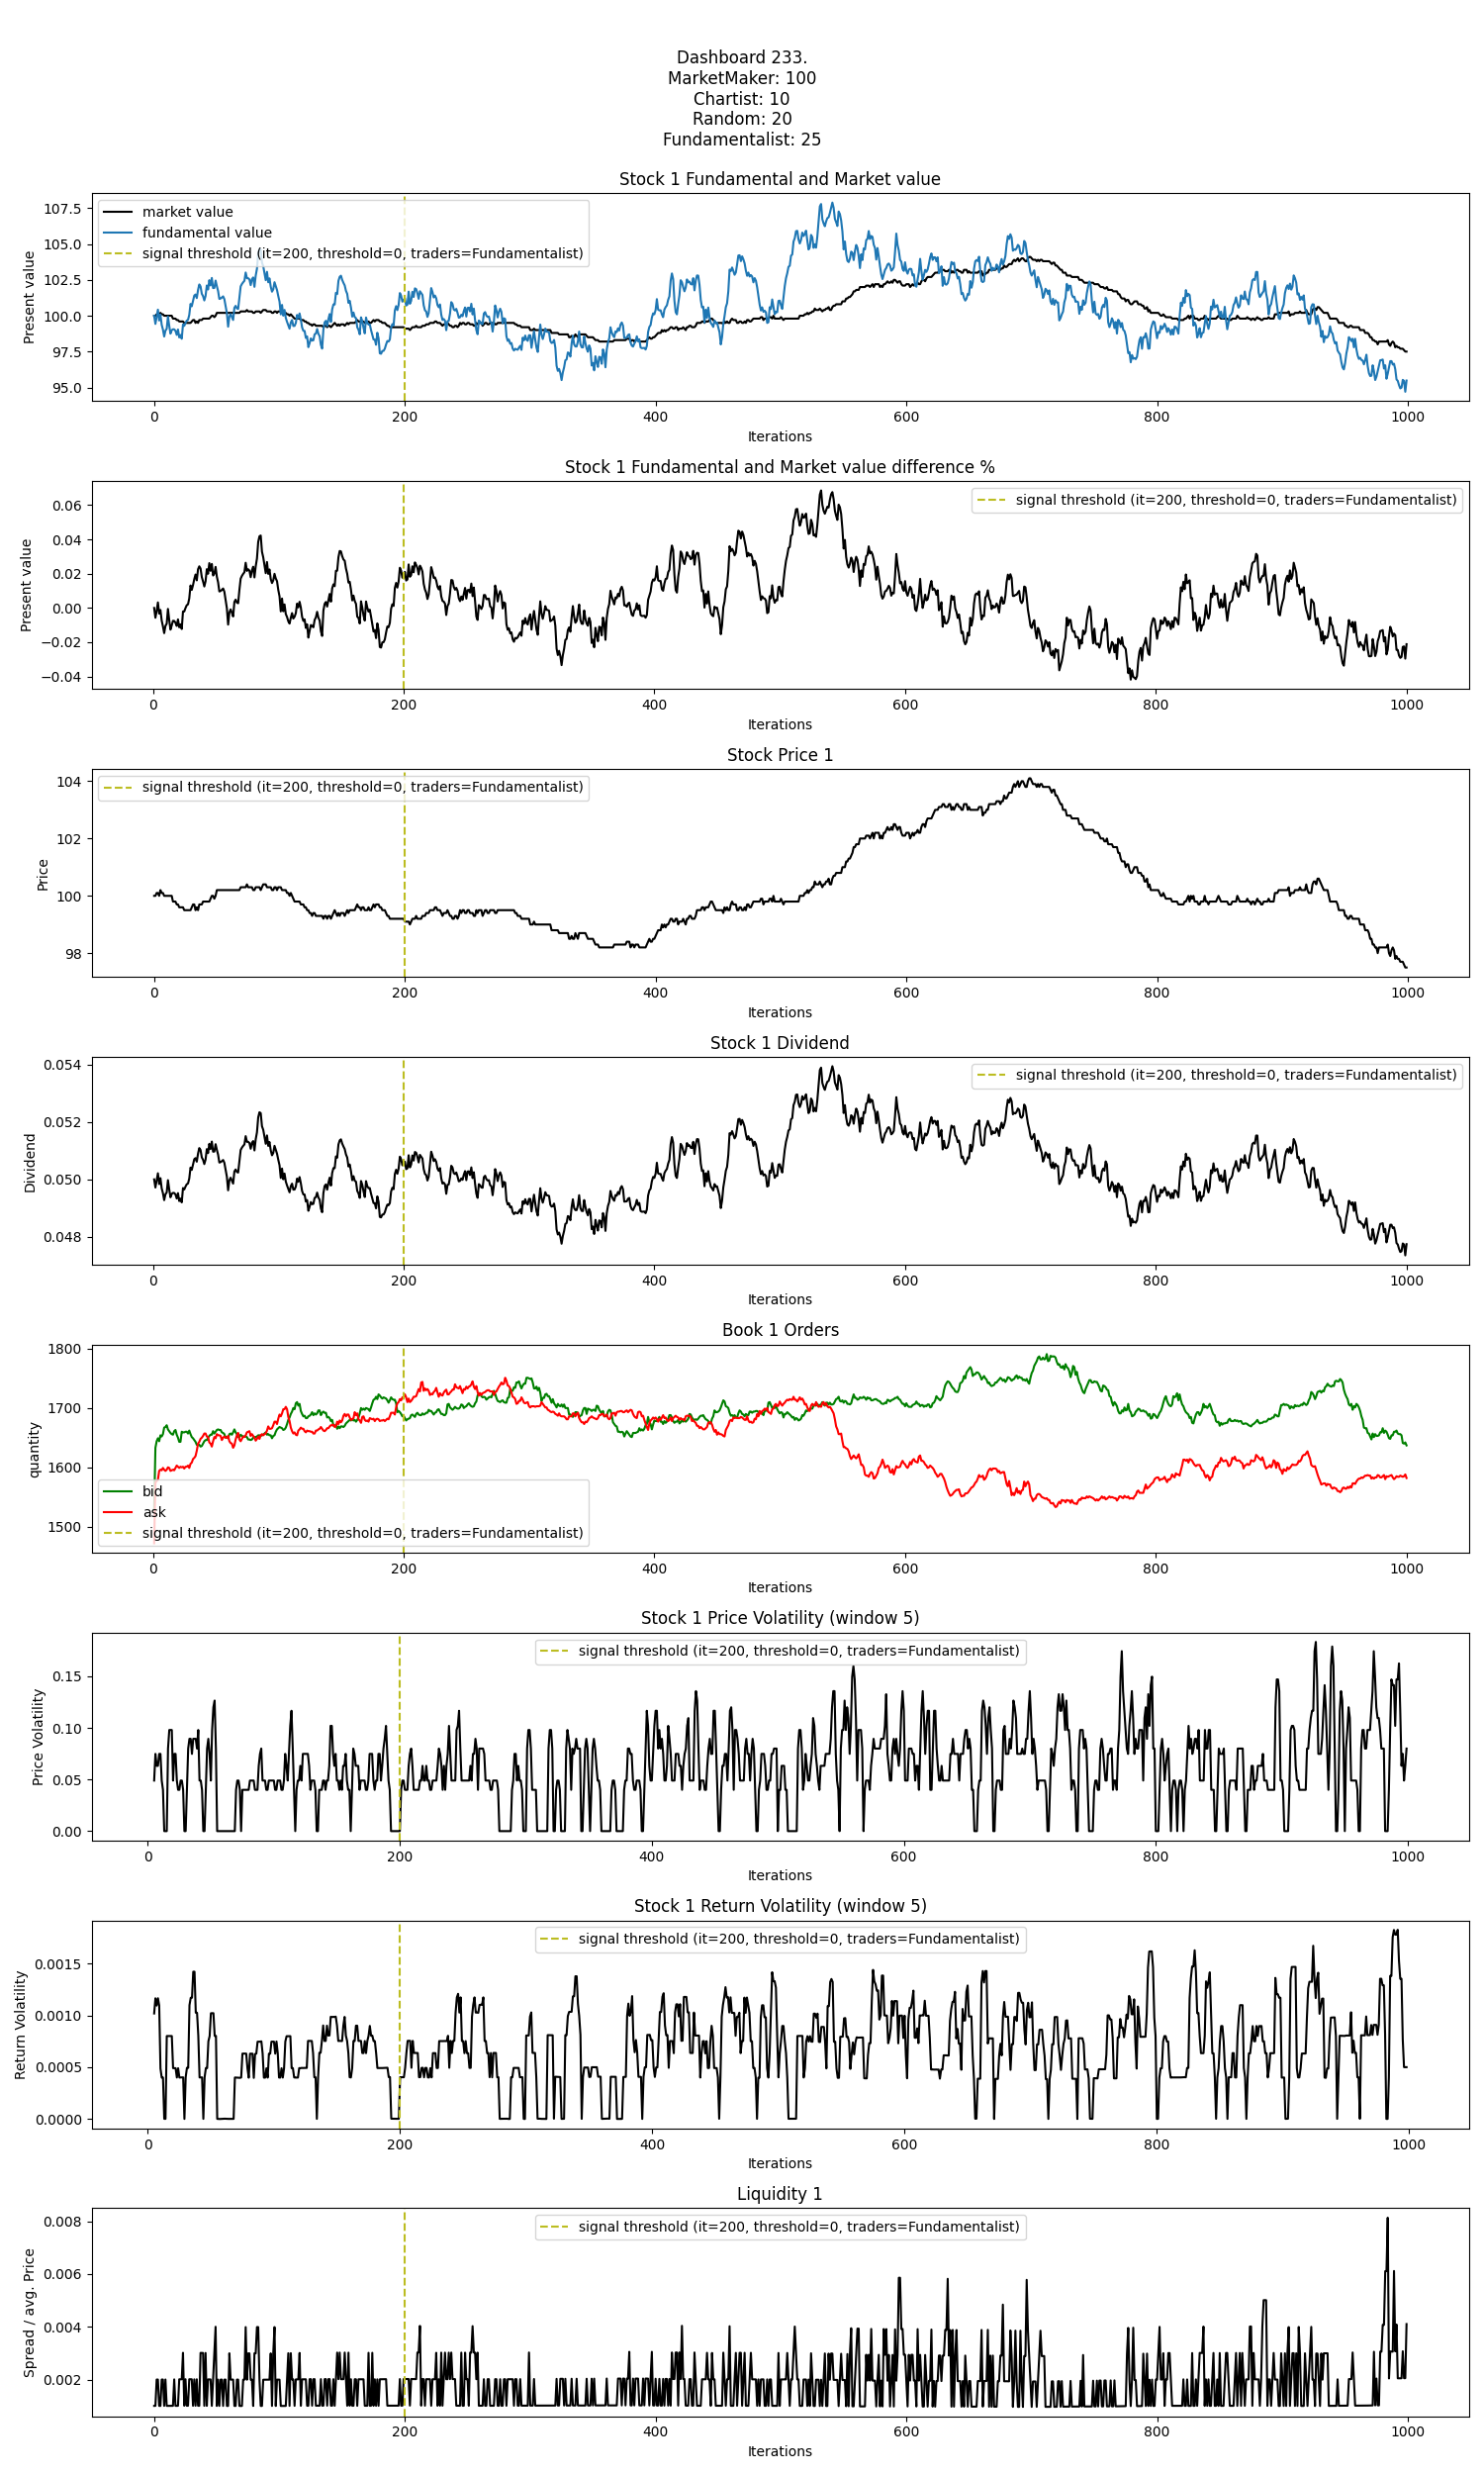 Dashboard 233.
MarketMaker: 100
Chartist: 10
Random: 20
Fundamentalist: 25
Stock 1 Fundamental and Market value
Present value
107.5
105.0
102.5
100.0
97.5
95.0
market value
fundamental value
signal threshold (it=200, threshold=0, traders=Fundamentalist)
0 200 400 600 800 1000
Iterations
Stock 1 Fundamental and Market value difference %
Present value
0.06
0.04
0.02
0.00
−0.02
−0.04
signal threshold (it=200, threshold=0, traders=Fundamentalist)
0 200 400 600 800 1000
Iterations
Stock Price 1
Price
104
102
100
98
signal threshold (it=200, threshold=0, traders=Fundamentalist)
0 200 400 600 800 1000
Iterations
Stock 1 Dividend
Dividend
0.054
0.052
0.050
0.048
signal threshold (it=200, threshold=0, traders=Fundamentalist)
0 200 400 600 800 1000
Iterations
Book 1 Orders
quantity
1800
1700
1600
1500
bid
ask
signal threshold (it=200, threshold=0, traders=Fundamentalist)
0 200 400 600 800 1000
Iterations
Stock 1 Price Volatility (window 5)
Price Volatility
0.15
0.10
0.05
0.00
signal threshold (it=200, threshold=0, traders=Fundamentalist)
0 200 400 600 800 1000
Iterations
Stock 1 Return Volatility (window 5)
Return Volatility
0.0015
0.0010
0.0005
0.0000
signal threshold (it=200, threshold=0, traders=Fundamentalist)
0 200 400 600 800 1000
Iterations
Liquidity 1
Spread / avg. Price
0.008
0.006
0.004
0.002
signal threshold (it=200, threshold=0, traders=Fundamentalist)
0 200 400 600 800 1000
Iterations